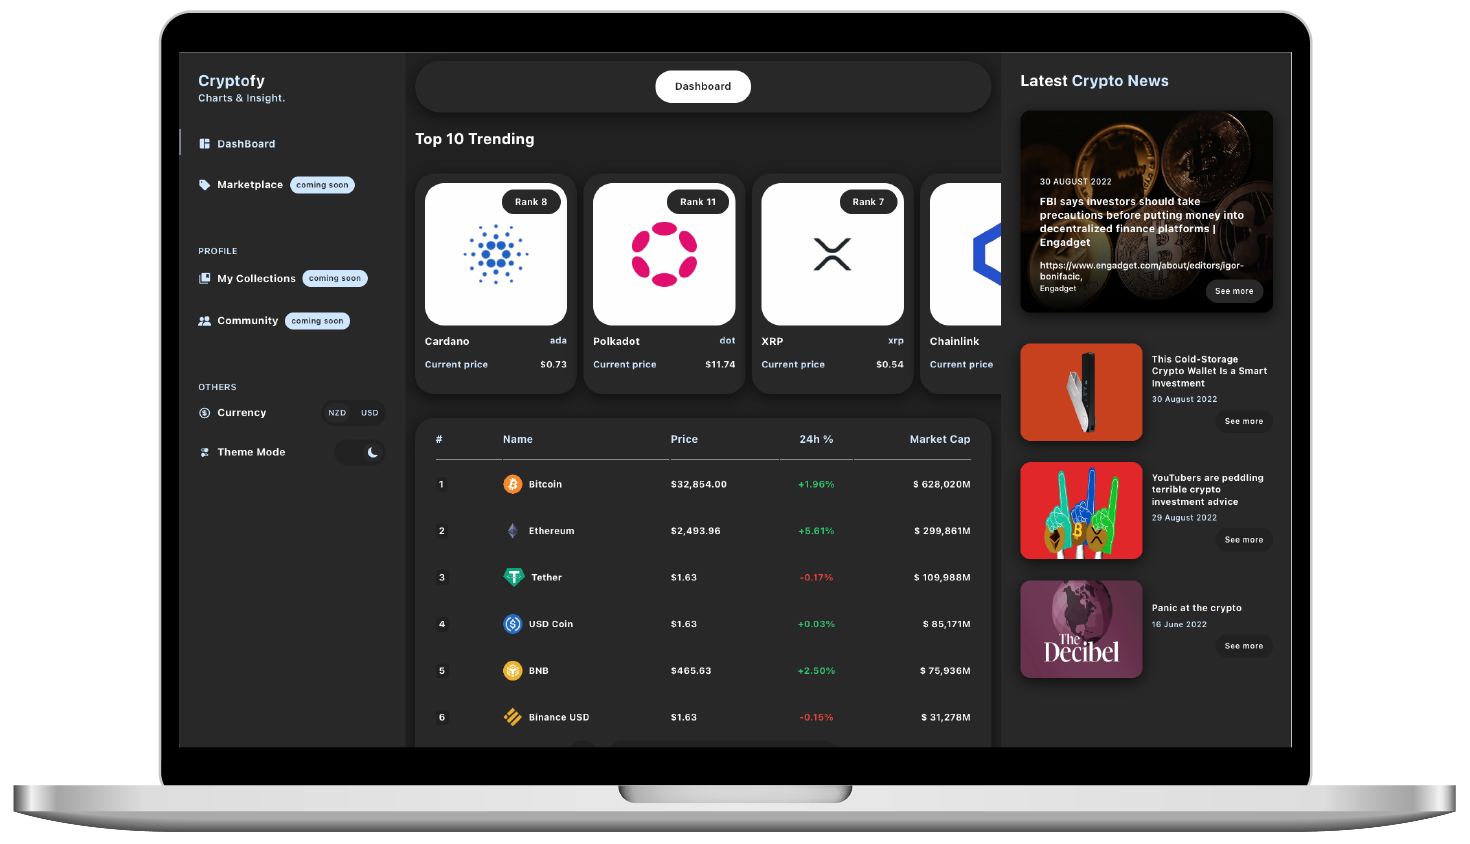 Cryptofy
Charts & Insight.
DashBoard
Marketplace coming soon
PROFILE
My Collections coming soon
Community coming soon
OTHERS
Currency NZD USD
Theme Mode
Dashboard
Top 10 Trending
Rank 8
Cardano ada
Current price $0.73
Rank 11
Polkadot dot
Current price $11.74
Rank 7
XRP xrp
Current price $0.54
Chainlink
Current price
# Name Price 24h % Market Cap
1 Bitcoin $32,854.00 +1.96% $ 628,020M
2 Ethereum $2,493.96 +5.61% $ 299,861M
3 Tether $1.63 -0.17% $ 109,988M
4 USD Coin $1.63 +0.03% $ 85,171M
5 BNB $465.63 +2.50% $ 75,936M
6 Binance USD $1.63 -0.15% $ 31,278M
Latest Crypto News
WOW
30 AUGUST 2022
FBI says investors should take
precautions before putting money into
decentralized finance platforms |
Engadget
https://www.engadget.com/about/editors/igor-
bonifacic,
Engadget
See more
This Cold-Storage
Crypto Wallet Is a Smart
Investment
30 August 2022
See more
YouTubers are peddling
terrible crypto
investment advice
29 August 2022
See more
The
Decibel
Panic at the crypto
16 June 2022
See more